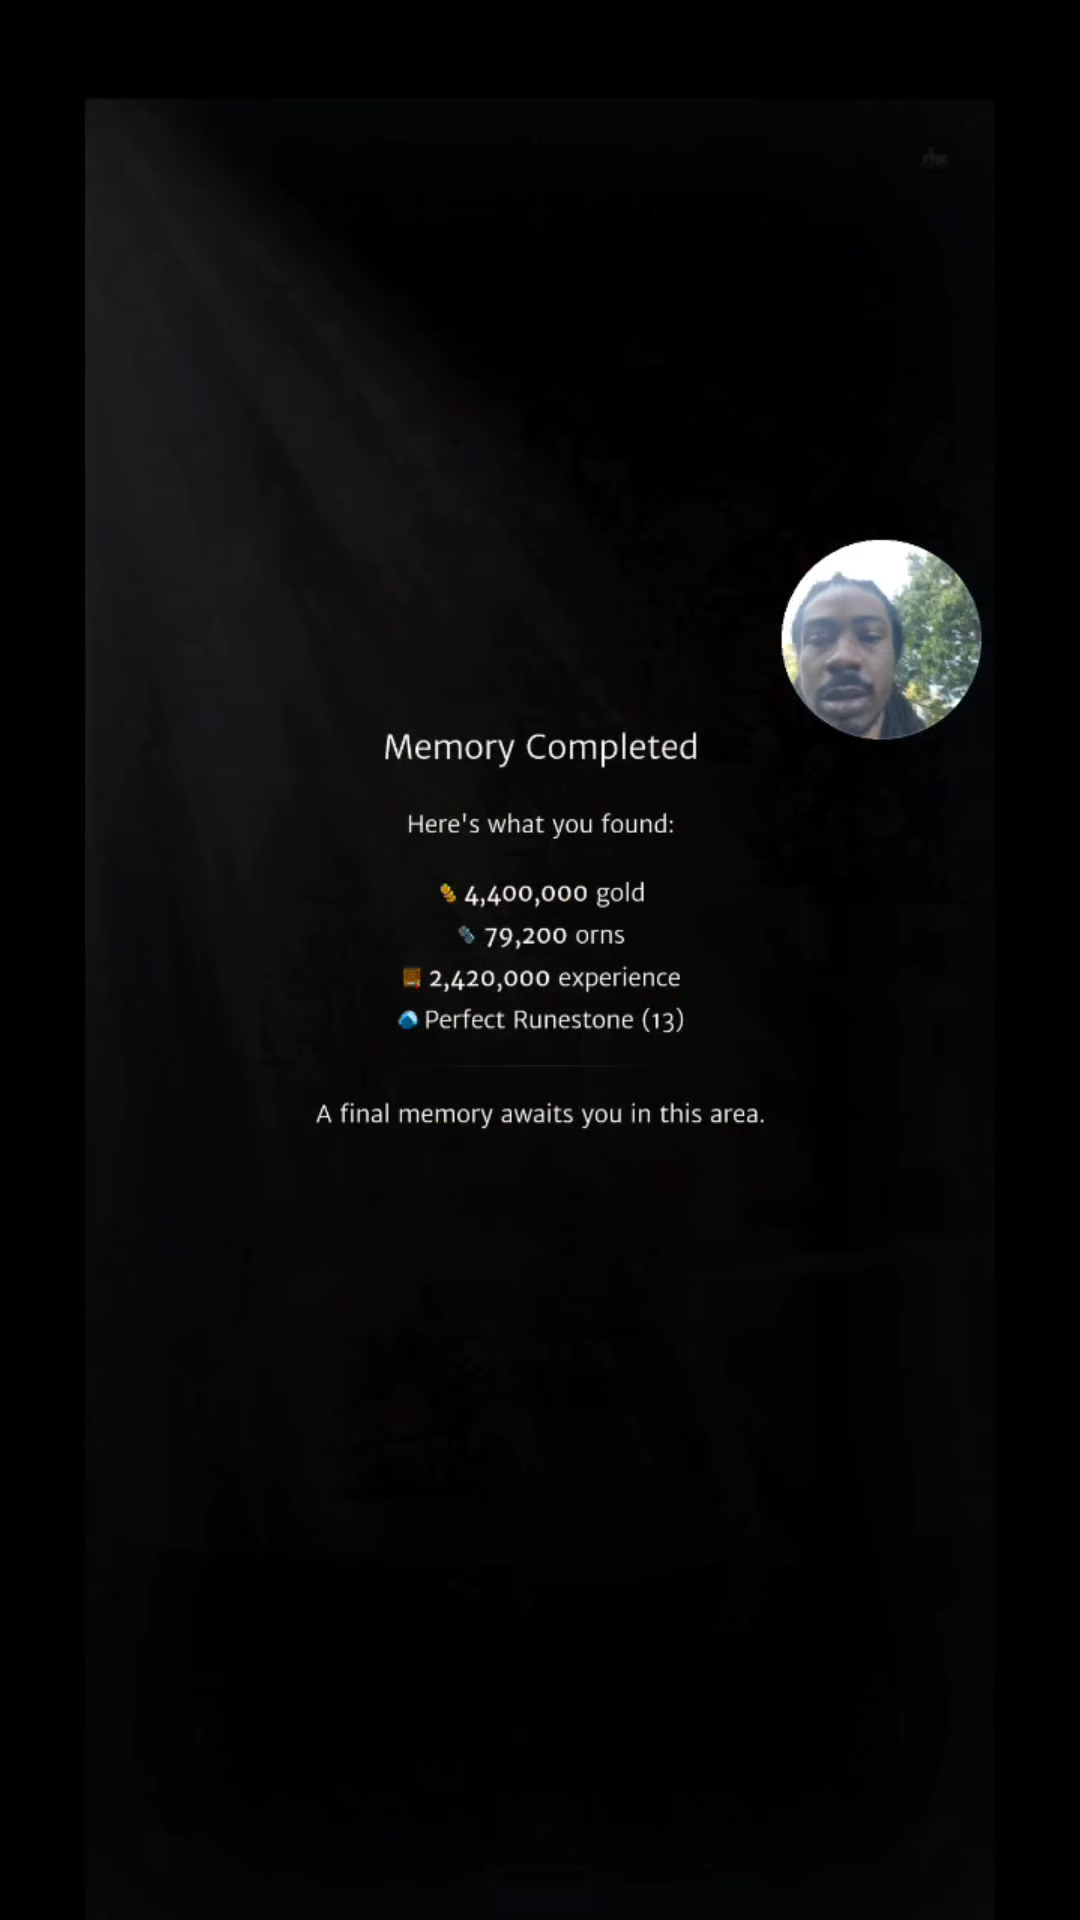 Memory Completed
Here's what you found:
4,400,000 gold
79,200 orns
2,420,000 experience
Perfect Runestone (13)
A final memory awaits you in this area.